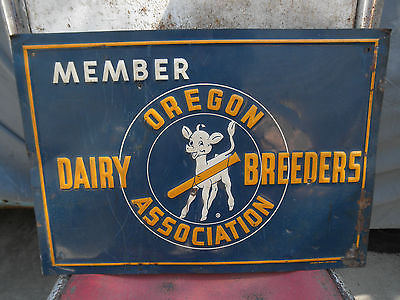 MEMBER
OREGON
DAIRY BREEDERS
ASSOCIATION
®